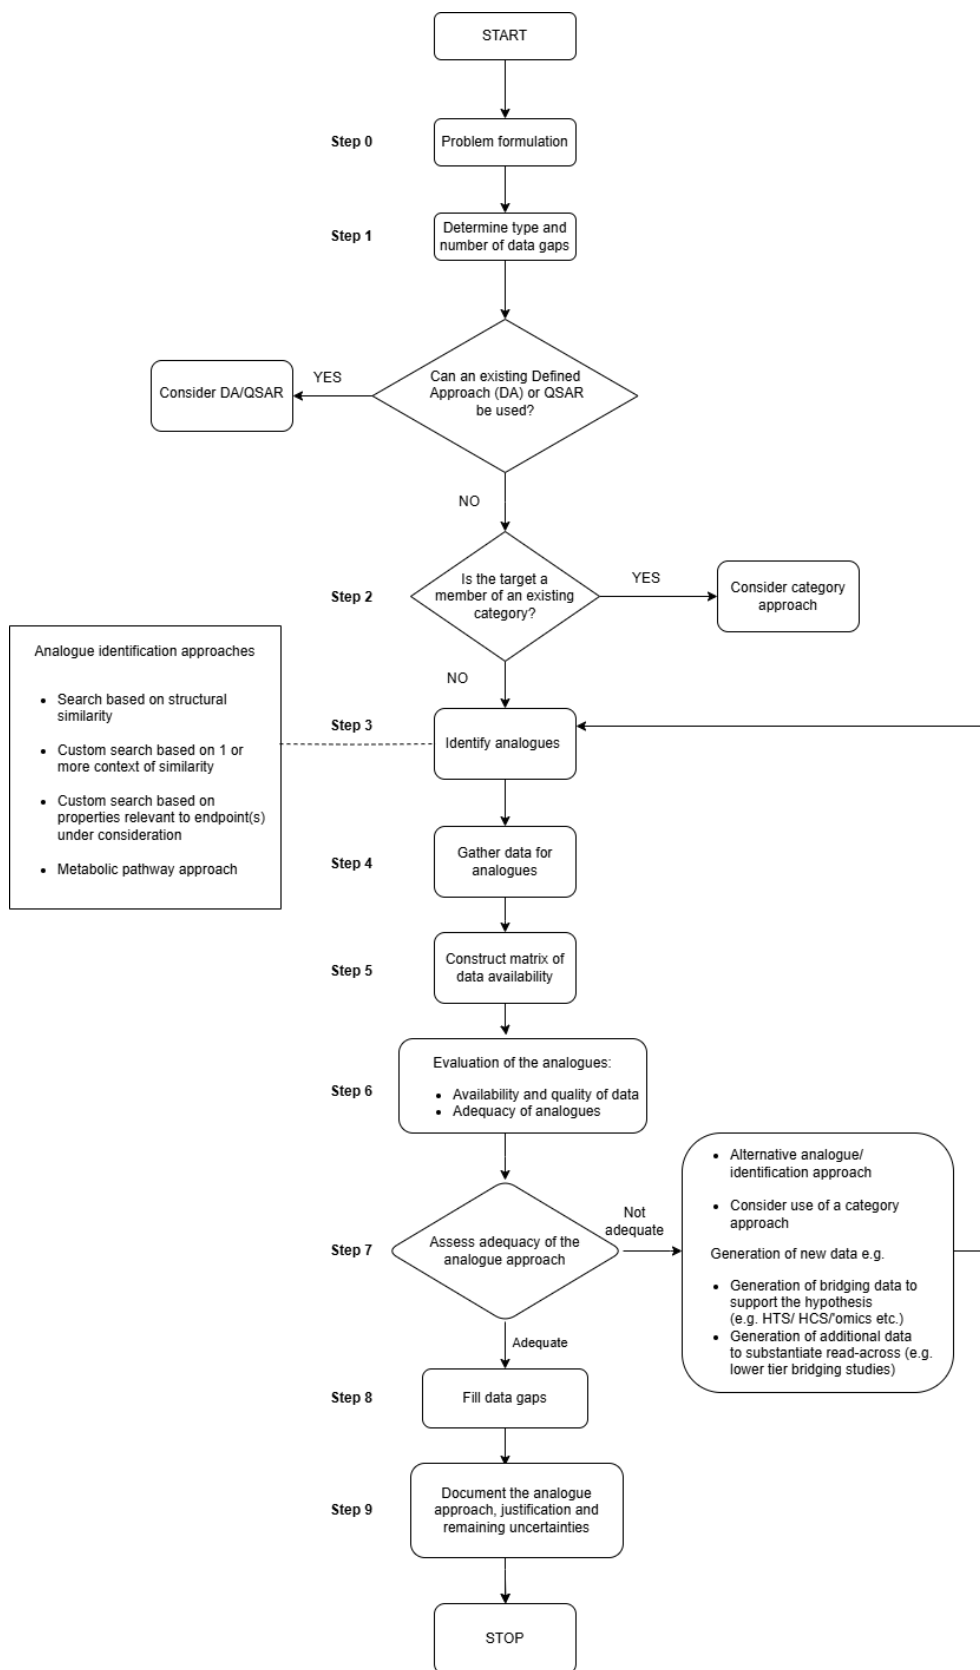 START
Step 0
Problem formulation
Step 1
Determine type and
number of data gaps
Can an existing Defined
Approach (DA) or QSAR
be used?
YES
Consider DA/QSAR
NO
Step 2
Is the target a
member of an existing
category?
YES
Consider category
approach
NO
Analogue identification approaches
• Search based on structural
similarity
• Custom search based on 1 or
more context of similarity
• Custom search based on
properties relevant to endpoint(s)
under consideration
• Metabolic pathway approach
Step 3
Identify analogues
Step 4
Gather data for
analogues
Step 5
Construct matrix of
data availability
Step 6
Evaluation of the analogues:
• Availability and quality of data
• Adequacy of analogues
Step 7
Assess adequacy of the
analogue approach
Not
adequate
• Alternative analogue/
identification approach
• Consider use of a category
approach
Generation of new data e.g.
• Generation of bridging data to
support the hypothesis
(e.g. HTS/ HCS/'omics etc.)
• Generation of additional data
to substantiate read-across (e.g.
lower tier bridging studies)
Adequate
Step 8
Fill data gaps
Step 9
Document the analogue
approach, justification and
remaining uncertainties
STOP